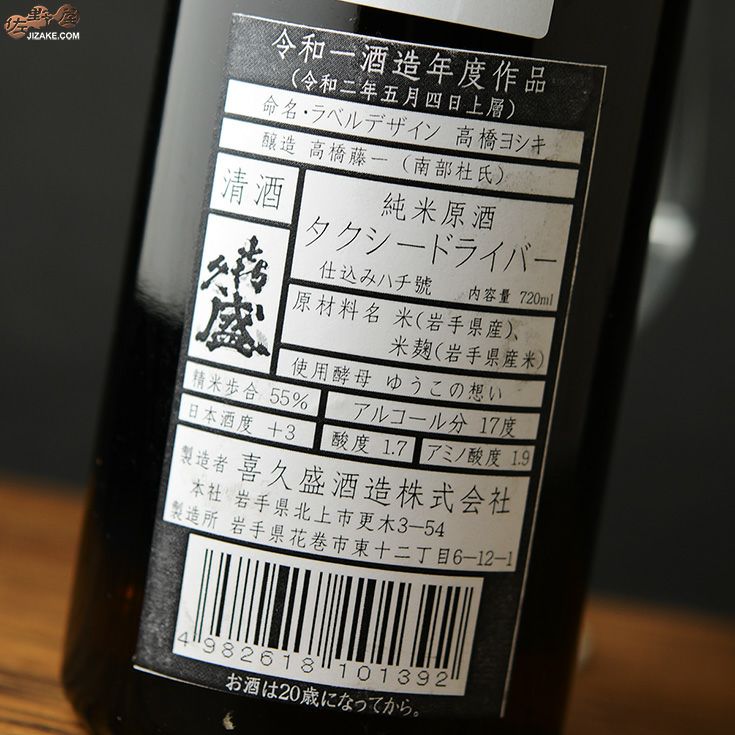 佐野屋
JIZAKE.COM
令和一酒造年度作品
(令和二年五月四日上層)
命名・ラベルデザイン 高橋ヨシキ
醸造 高橋藤一 (南部杜氏)
清酒
喜久盛
純米原酒
タクシードライバー
仕込みハチ號 内容量 720ml
原材料名 米(岩手県産)、
米麹(岩手県産米)
使用酵母 ゆうこの想い
精米歩合 55%
アルコール分 17度
日本酒度 +3
酸度 1.7
アミノ酸度 1.9
製造者 喜久盛酒造株式会社
本社 岩手県北上市更木3-54
製造所 岩手県花巻市東十二丁目6-12-1
4 982618 101392
お酒は20歳になってから。